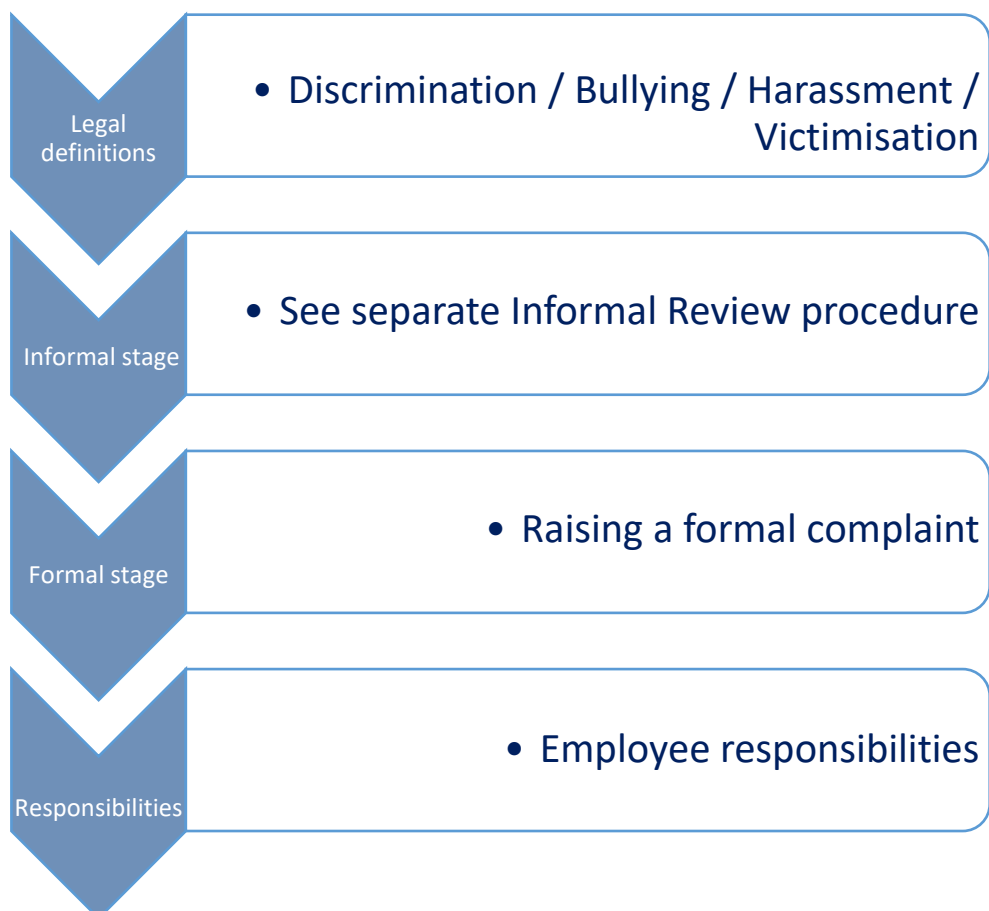 Legal
definitions
• Discrimination / Bullying / Harassment /
Victimisation
Informal stage
• See separate Informal Review procedure
Formal stage
• Raising a formal complaint
Responsibilities
• Employee responsibilities